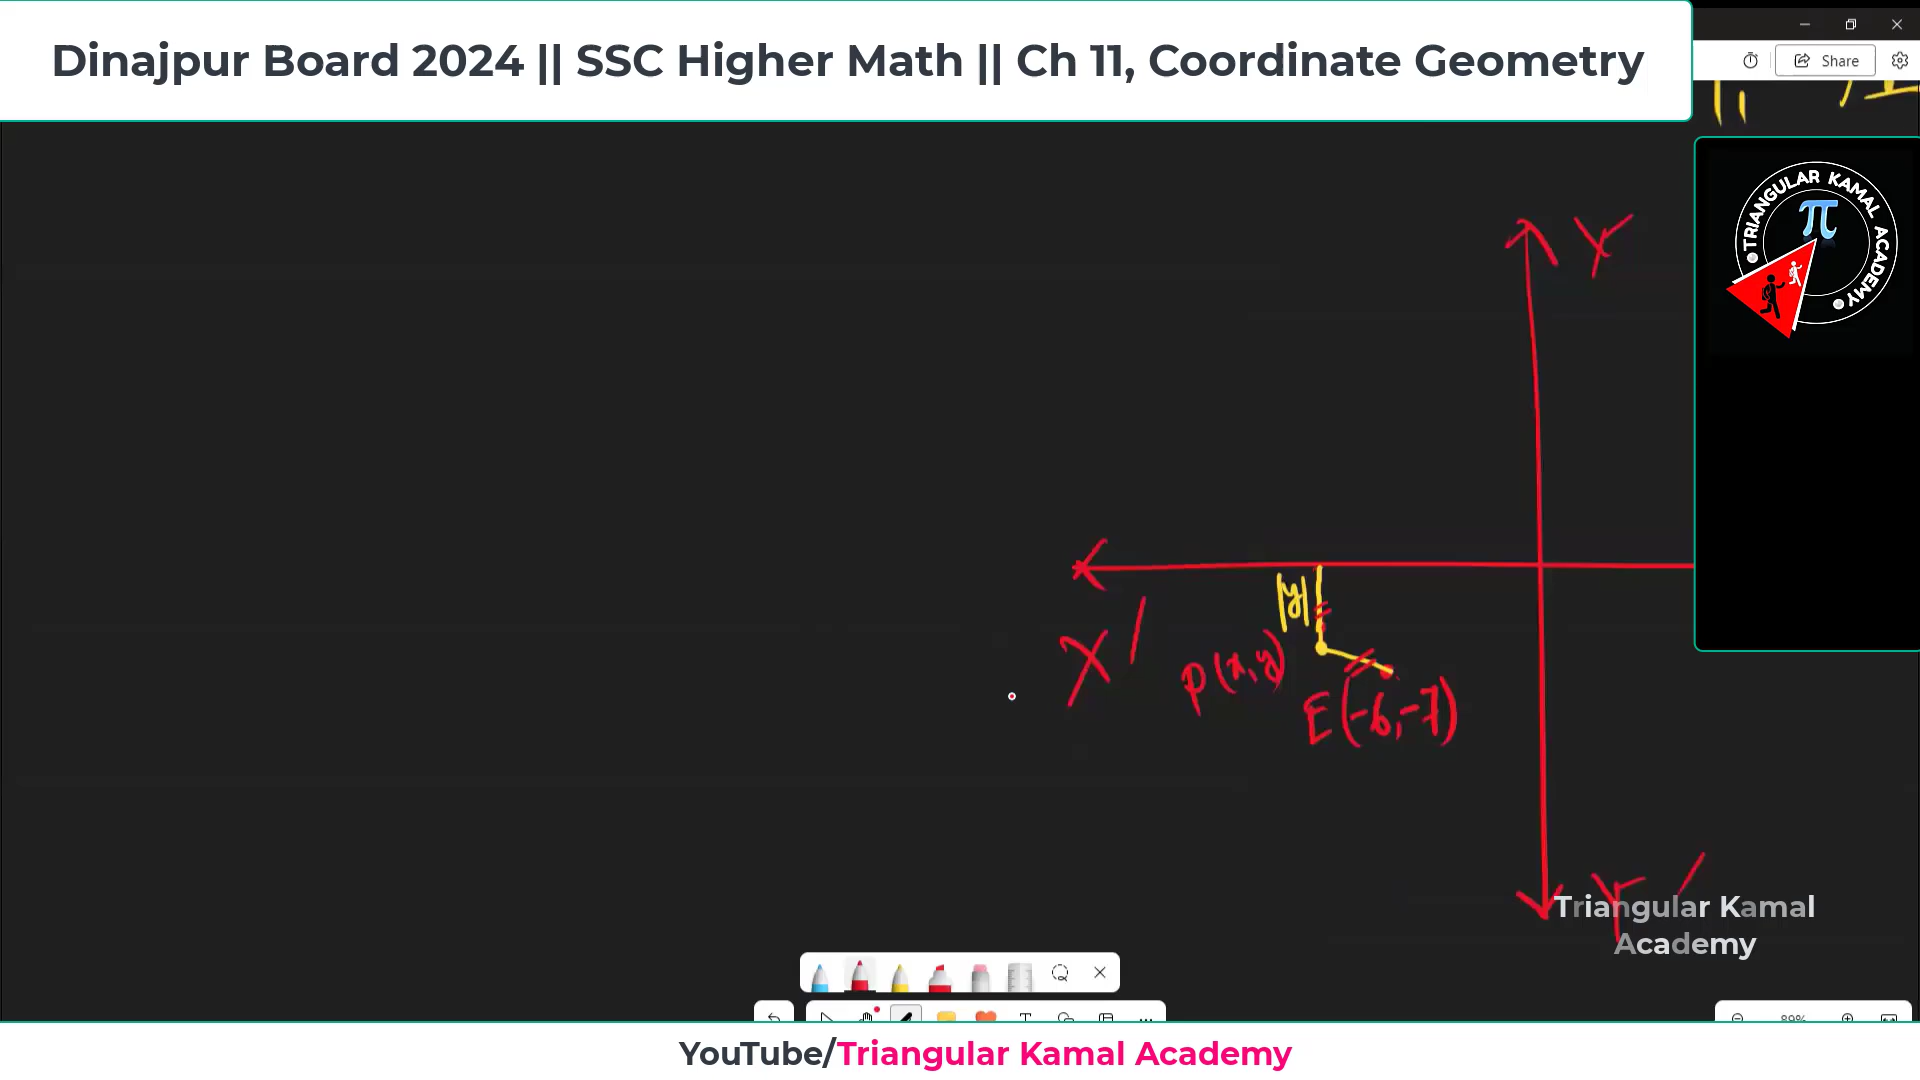 Dinajpur Board 2024 || SSC Higher Math || Ch 11, Coordinate Geometry
Share
TRIANGULAR KAMAL ACADEMY
π
Y
|y|
X'
P(x,y)
E(-6,-7)
Y'
Triangular Kamal
Academy
89%
YouTube/Triangular Kamal Academy